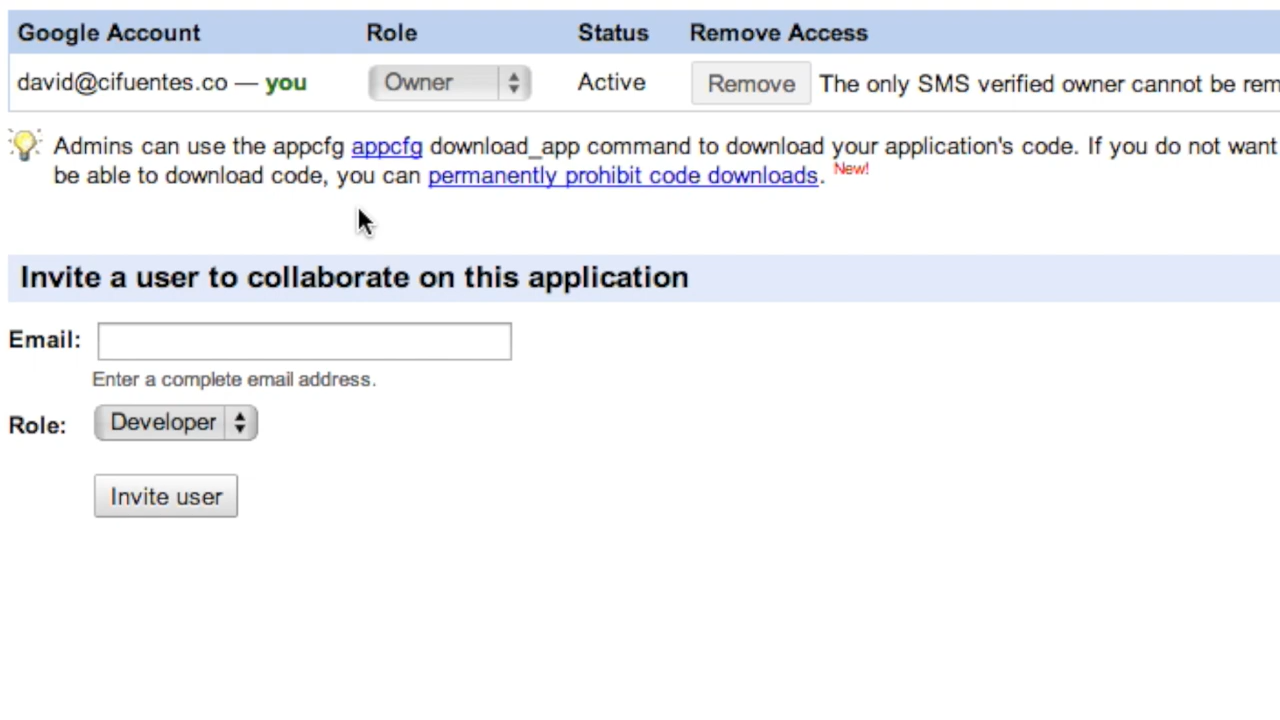 Google Account Role Status Remove Access
david@cifuentes.co — you Owner Active Remove The only SMS verified owner cannot be rem
Admins can use the appcfg appcfg download_app command to download your application's code. If you do not want
be able to download code, you can permanently prohibit code downloads. New!
Invite a user to collaborate on this application
Email:
Enter a complete email address.
Role: Developer
Invite user